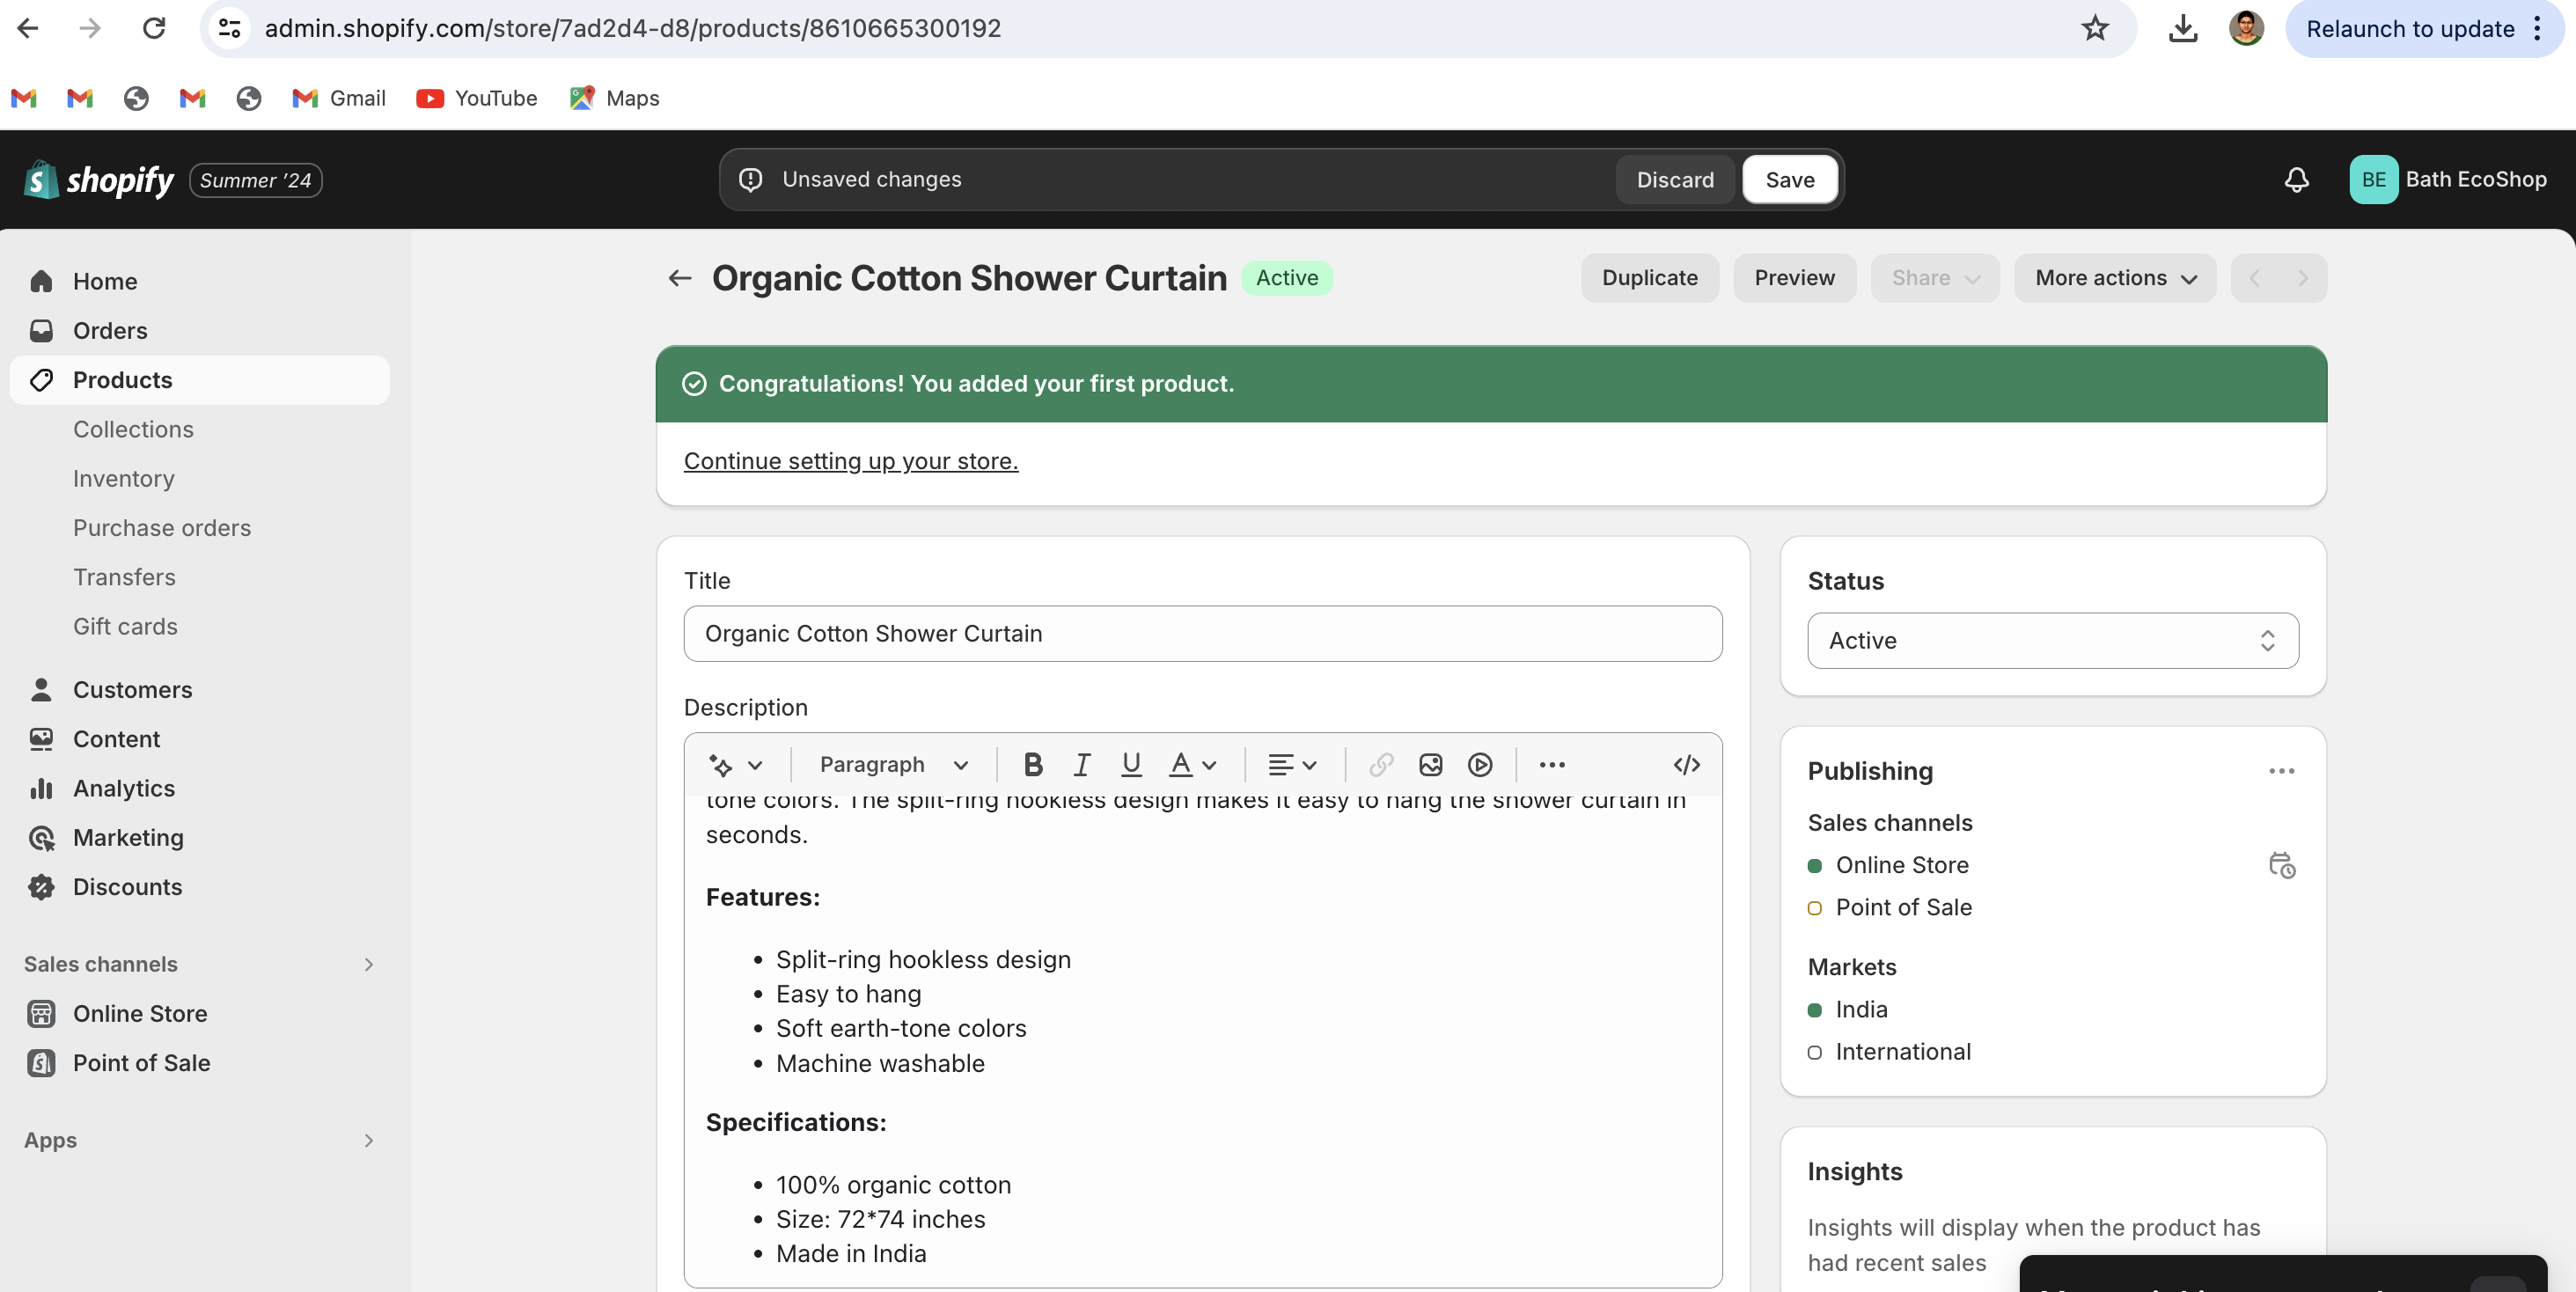 admin.shopify.com/store/7ad2d4-d8/products/8610665300192
Relaunch to update
Gmail
YouTube
Maps
shopify
Summer ’24
Unsaved changes
Discard
Save
BE
Bath EcoShop
Home
Orders
Products
Collections
Inventory
Purchase orders
Transfers
Gift cards
Customers
Content
Analytics
Marketing
Discounts
Sales channels
Online Store
Point of Sale
Apps
Organic Cotton Shower Curtain
Active
Duplicate
Preview
Share
More actions
Congratulations! You added your first product.
Continue setting up your store.
Title
Organic Cotton Shower Curtain
Description
Paragraph
B I U A
tone colors. The split-ring hookless design makes it easy to hang the shower curtain in
seconds.
Features:
• Split-ring hookless design
• Easy to hang
• Soft earth-tone colors
• Machine washable
Specifications:
• 100% organic cotton
• Size: 72*74 inches
• Made in India
Status
Active
Publishing
Sales channels
Online Store
Point of Sale
Markets
India
International
Insights
Insights will display when the product has
had recent sales